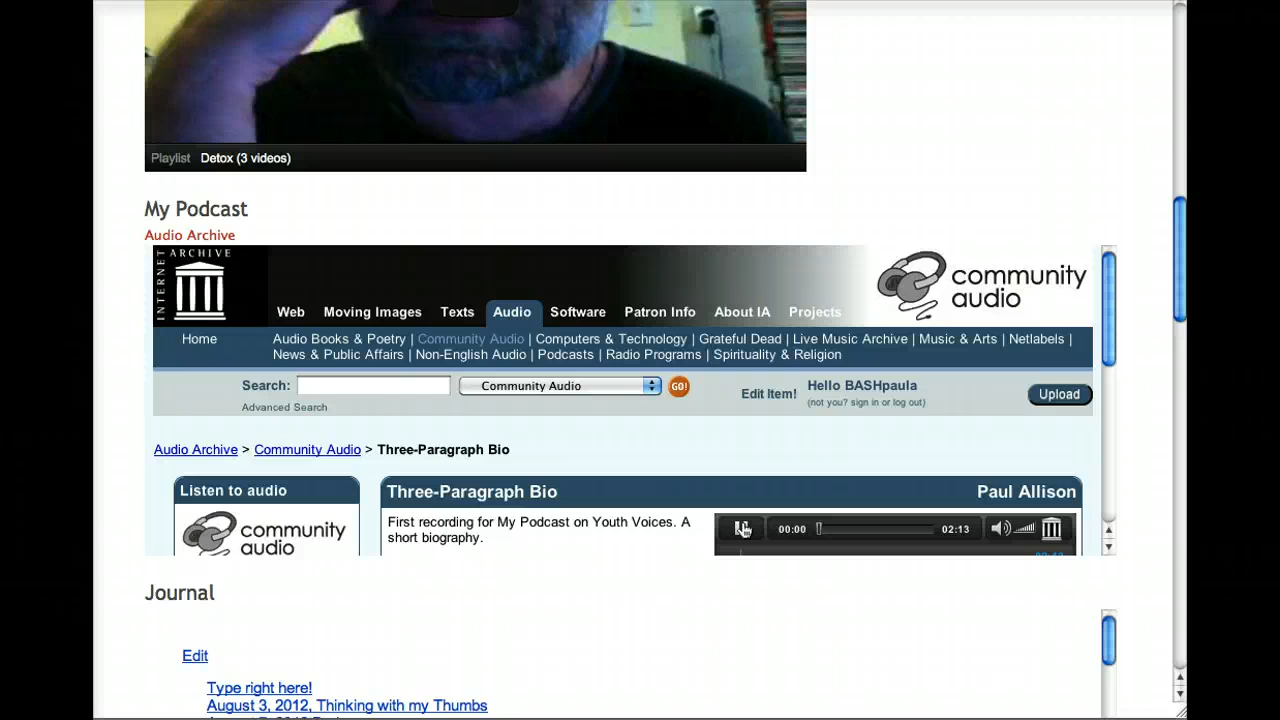 Playlist Detox (3 videos)
My Podcast
Audio Archive
INTERNET ARCHIVE
community audio
Web Moving Images Texts Audio Software Patron Info About IA Projects
Home Audio Books & Poetry | Community Audio | Computers & Technology | Grateful Dead | Live Music Archive | Music & Arts | Netlabels |
News & Public Affairs | Non-English Audio | Podcasts | Radio Programs | Spirituality & Religion
Search: Community Audio GO! Edit Item! Hello BASHpaula Upload
Advanced Search (not you? sign in or log out)
Audio Archive > Community Audio > Three-Paragraph Bio
Listen to audio
community
audio
Three-Paragraph Bio Paul Allison
First recording for My Podcast on Youth Voices. A
short biography.
00:00 02:13
Journal
Edit
Type right here!
August 3, 2012, Thinking with my Thumbs